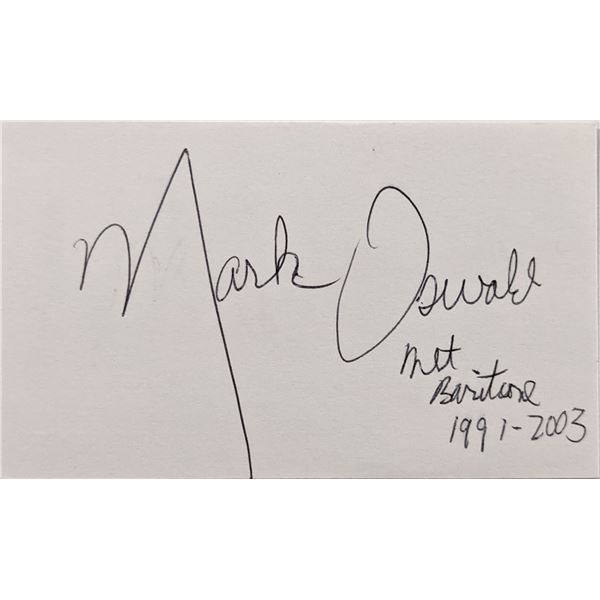 Mark Oswald
Met
Baritone
1991-2003